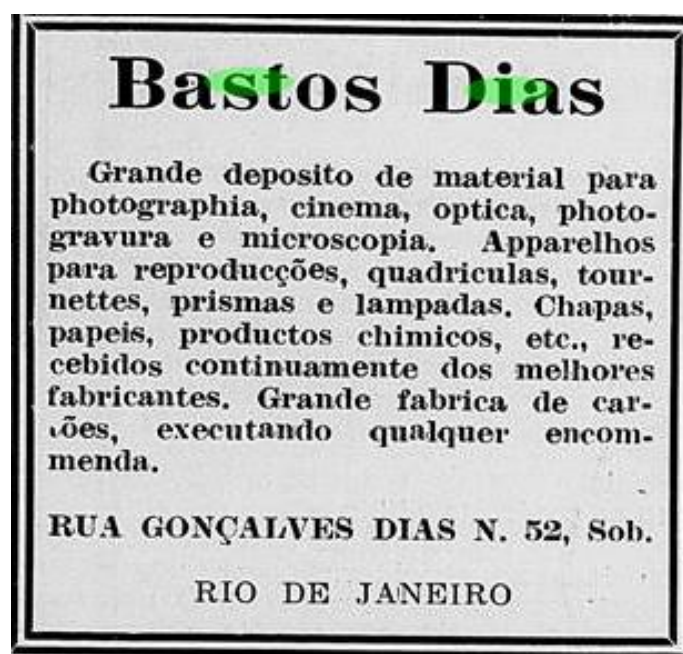 Bastos Dias
Grande deposito de material para
photographia, cinema, optica, photo-
gravura e microscopia. Apparelhos
para reproducções, quadriculas, tour-
nettes, prismas e lampadas. Chapas,
papeis, productos chimicos, etc., re-
cebidos continuamente dos melhores
fabricantes. Grande fabrica de car-
tões, executando qualquer encom-
menda.
RUA GONÇALVES DIAS N. 52, Sob.
RIO DE JANEIRO